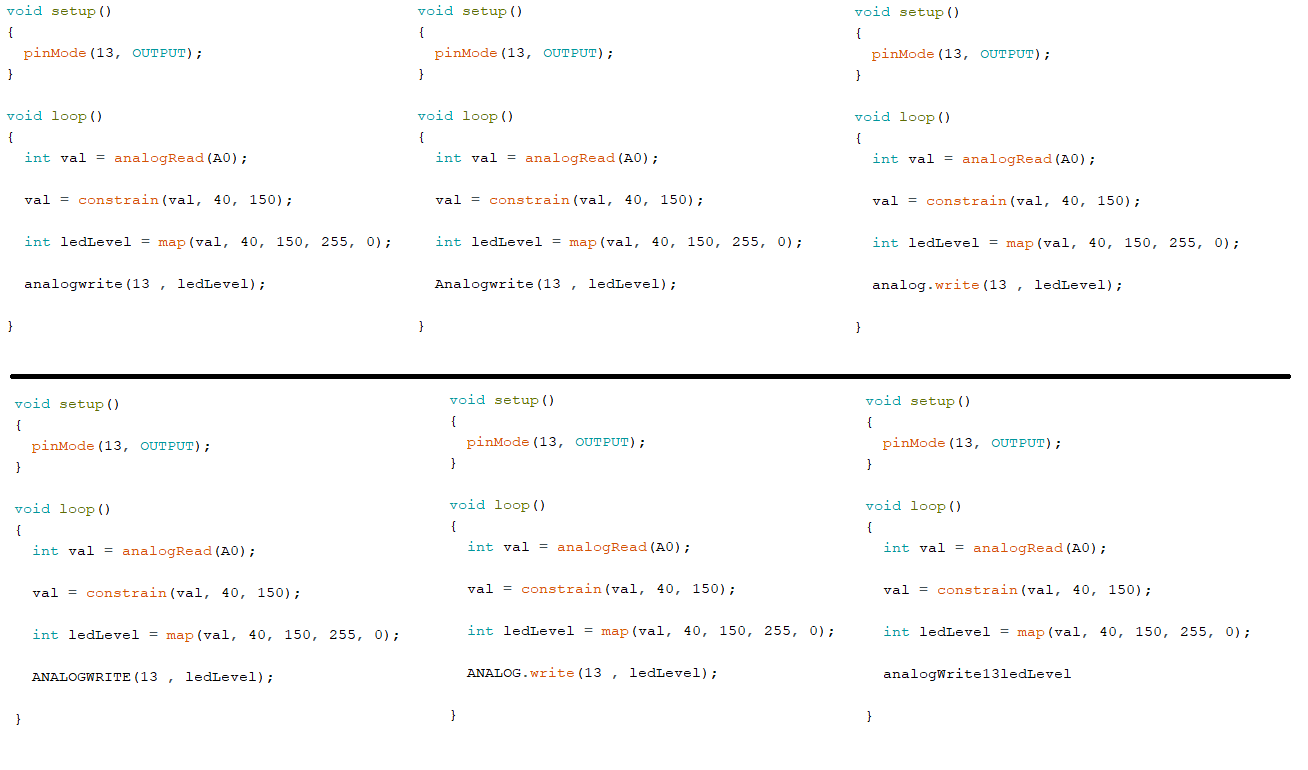 void setup()
{
  pinMode(13, OUTPUT);
}
void loop()
{
  int val = analogRead(A0);
  val = constrain(val, 40, 150);
  int ledLevel = map(val, 40, 150, 255, 0);
  analogwrite(13 , ledLevel);
}
void setup()
{
  pinMode(13, OUTPUT);
}
void loop()
{
  int val = analogRead(A0);
  val = constrain(val, 40, 150);
  int ledLevel = map(val, 40, 150, 255, 0);
  Analogwrite(13 , ledLevel);
}
void setup()
{
  pinMode(13, OUTPUT);
}
void loop()
{
  int val = analogRead(A0);
  val = constrain(val, 40, 150);
  int ledLevel = map(val, 40, 150, 255, 0);
  analog.write(13 , ledLevel);
}
void setup()
{
  pinMode(13, OUTPUT);
}
void loop()
{
  int val = analogRead(A0);
  val = constrain(val, 40, 150);
  int ledLevel = map(val, 40, 150, 255, 0);
  ANALOGWRITE(13 , ledLevel);
}
void setup()
{
  pinMode(13, OUTPUT);
}
void loop()
{
  int val = analogRead(A0);
  val = constrain(val, 40, 150);
  int ledLevel = map(val, 40, 150, 255, 0);
  ANALOG.write(13 , ledLevel);
}
void setup()
{
  pinMode(13, OUTPUT);
}
void loop()
{
  int val = analogRead(A0);
  val = constrain(val, 40, 150);
  int ledLevel = map(val, 40, 150, 255, 0);
  analogWrite13ledLevel
}